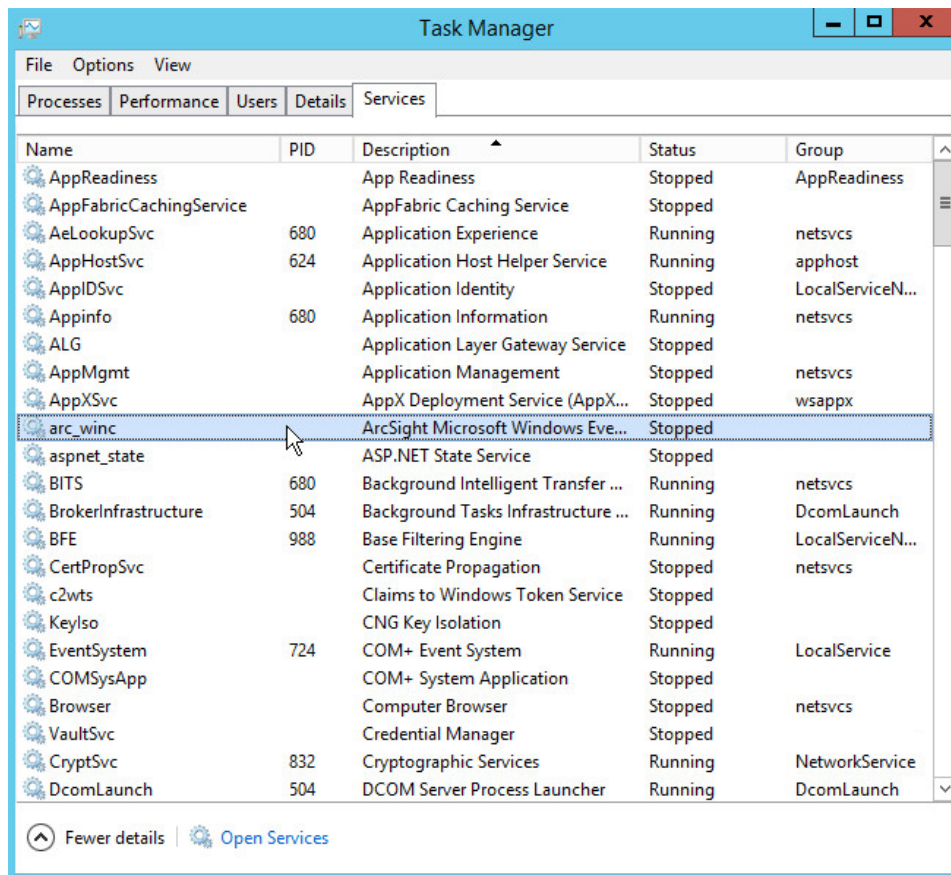 Task Manager
File Options View
Processes Performance Users Details Services
Name PID Description Status Group
AppReadiness App Readiness Stopped AppReadiness
AppFabricCachingService AppFabric Caching Service Stopped
AeLookupSvc 680 Application Experience Running netsvcs
AppHostSvc 624 Application Host Helper Service Running apphost
AppIDSvc Application Identity Stopped LocalServiceN...
Appinfo 680 Application Information Running netsvcs
ALG Application Layer Gateway Service Stopped
AppMgmt Application Management Stopped netsvcs
AppXSvc AppX Deployment Service (AppX... Stopped wsappx
arc_winc ArcSight Microsoft Windows Eve... Stopped
aspnet_state ASP.NET State Service Stopped
BITS 680 Background Intelligent Transfer ... Running netsvcs
BrokerInfrastructure 504 Background Tasks Infrastructure ... Running DcomLaunch
BFE 988 Base Filtering Engine Running LocalServiceN...
CertPropSvc Certificate Propagation Stopped netsvcs
c2wts Claims to Windows Token Service Stopped
KeyIso CNG Key Isolation Stopped
EventSystem 724 COM+ Event System Running LocalService
COMSysApp COM+ System Application Stopped
Browser Computer Browser Stopped netsvcs
VaultSvc Credential Manager Stopped
CryptSvc 832 Cryptographic Services Running NetworkService
DcomLaunch 504 DCOM Server Process Launcher Running DcomLaunch
Fewer details Open Services